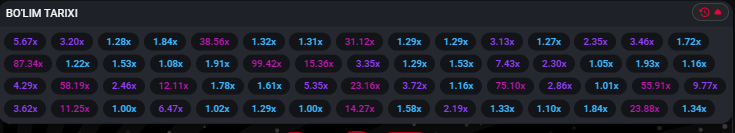 BO'LIM TARIXI
5.67x 3.20x 1.28x 1.84x 38.56x 1.32x 1.31x 31.12x 1.29x 1.29x 3.13x 1.27x 2.35x 3.46x 1.72x
87.34x 1.22x 1.53x 1.08x 1.91x 99.42x 15.36x 3.35x 1.29x 1.53x 7.43x 2.30x 1.05x 1.93x 1.16x
4.29x 58.19x 2.46x 12.11x 1.78x 1.61x 5.35x 23.16x 3.72x 1.16x 75.10x 2.86x 1.01x 55.91x 9.77x
3.62x 11.25x 1.00x 6.47x 1.02x 1.29x 1.00x 14.27x 1.58x 2.19x 1.33x 1.10x 1.84x 23.88x 1.34x